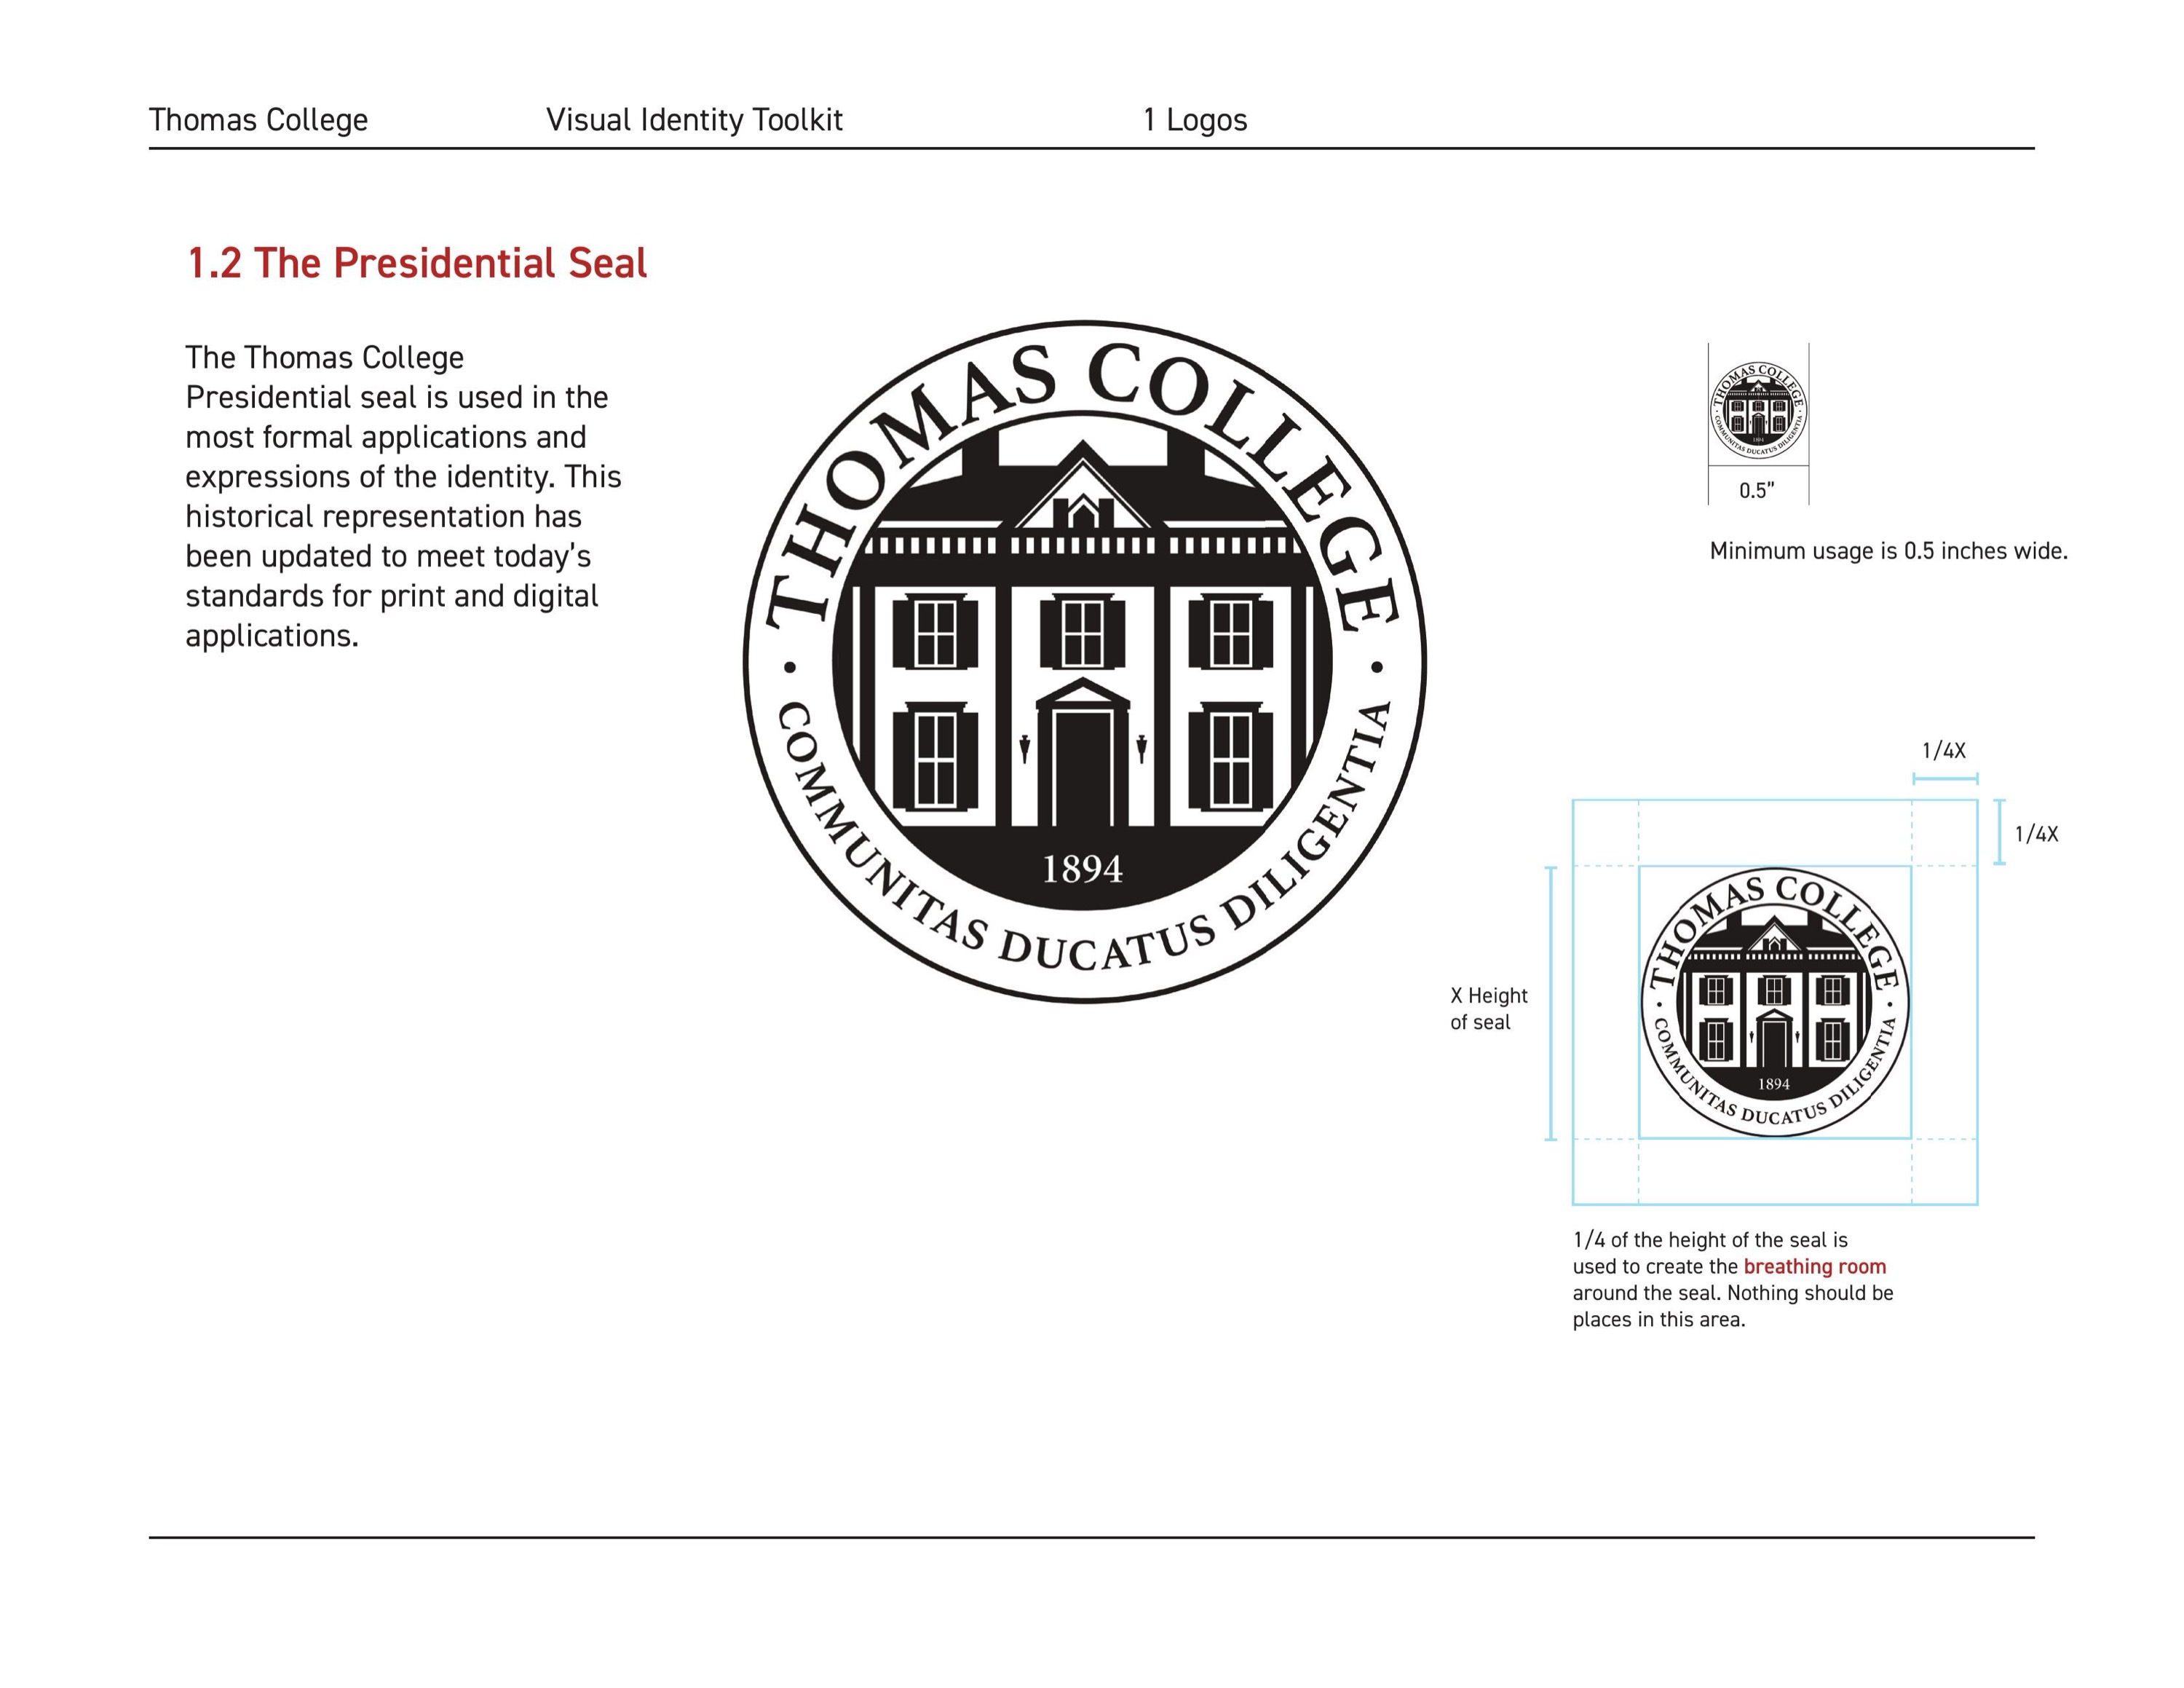 Thomas College Visual Identity Toolkit 1 Logos
1.2 The Presidential Seal
The Thomas College
Presidential seal is used in the
most formal applications and
expressions of the identity. This
historical representation has
been updated to meet today’s
standards for print and digital
applications.
THOMAS COLLEGE
• COMMUNITAS DUCATUS DILIGENTIA •
1894
THOMAS COLLEGE
• COMMUNITAS DUCATUS DILIGENTIA •
1894
0.5”
Minimum usage is 0.5 inches wide.
1/4X
1/4X
X Height
of seal
THOMAS COLLEGE
• COMMUNITAS DUCATUS DILIGENTIA •
1894
1/4 of the height of the seal is
used to create the breathing room
around the seal. Nothing should be
places in this area.